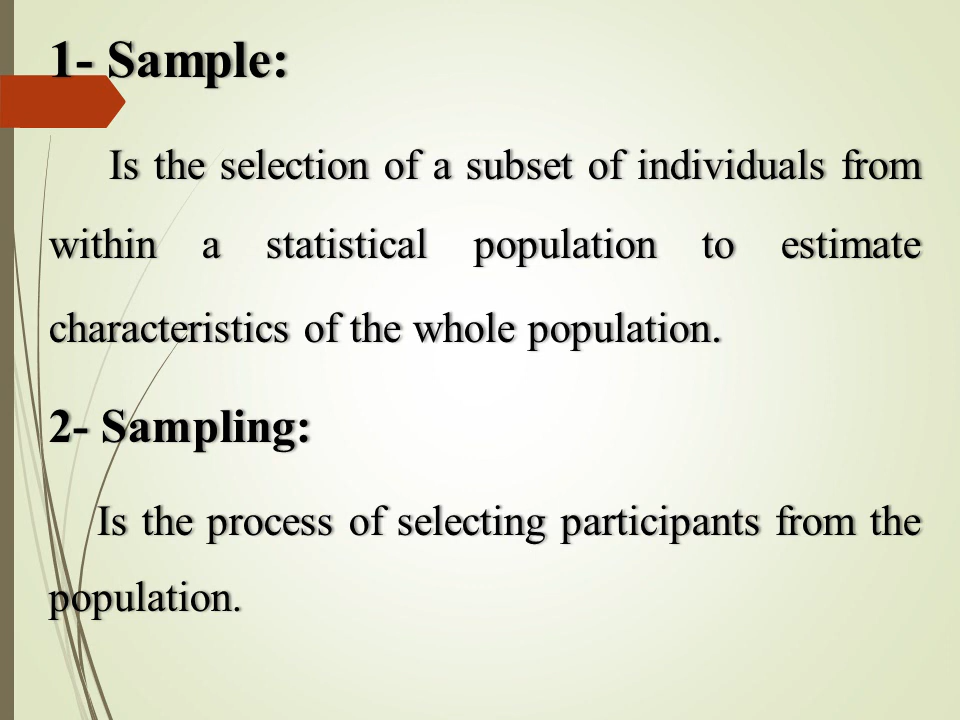 1- Sample:
Is the selection of a subset of individuals from
within a statistical population to estimate
characteristics of the whole population.
2- Sampling:
Is the process of selecting participants from the
population.